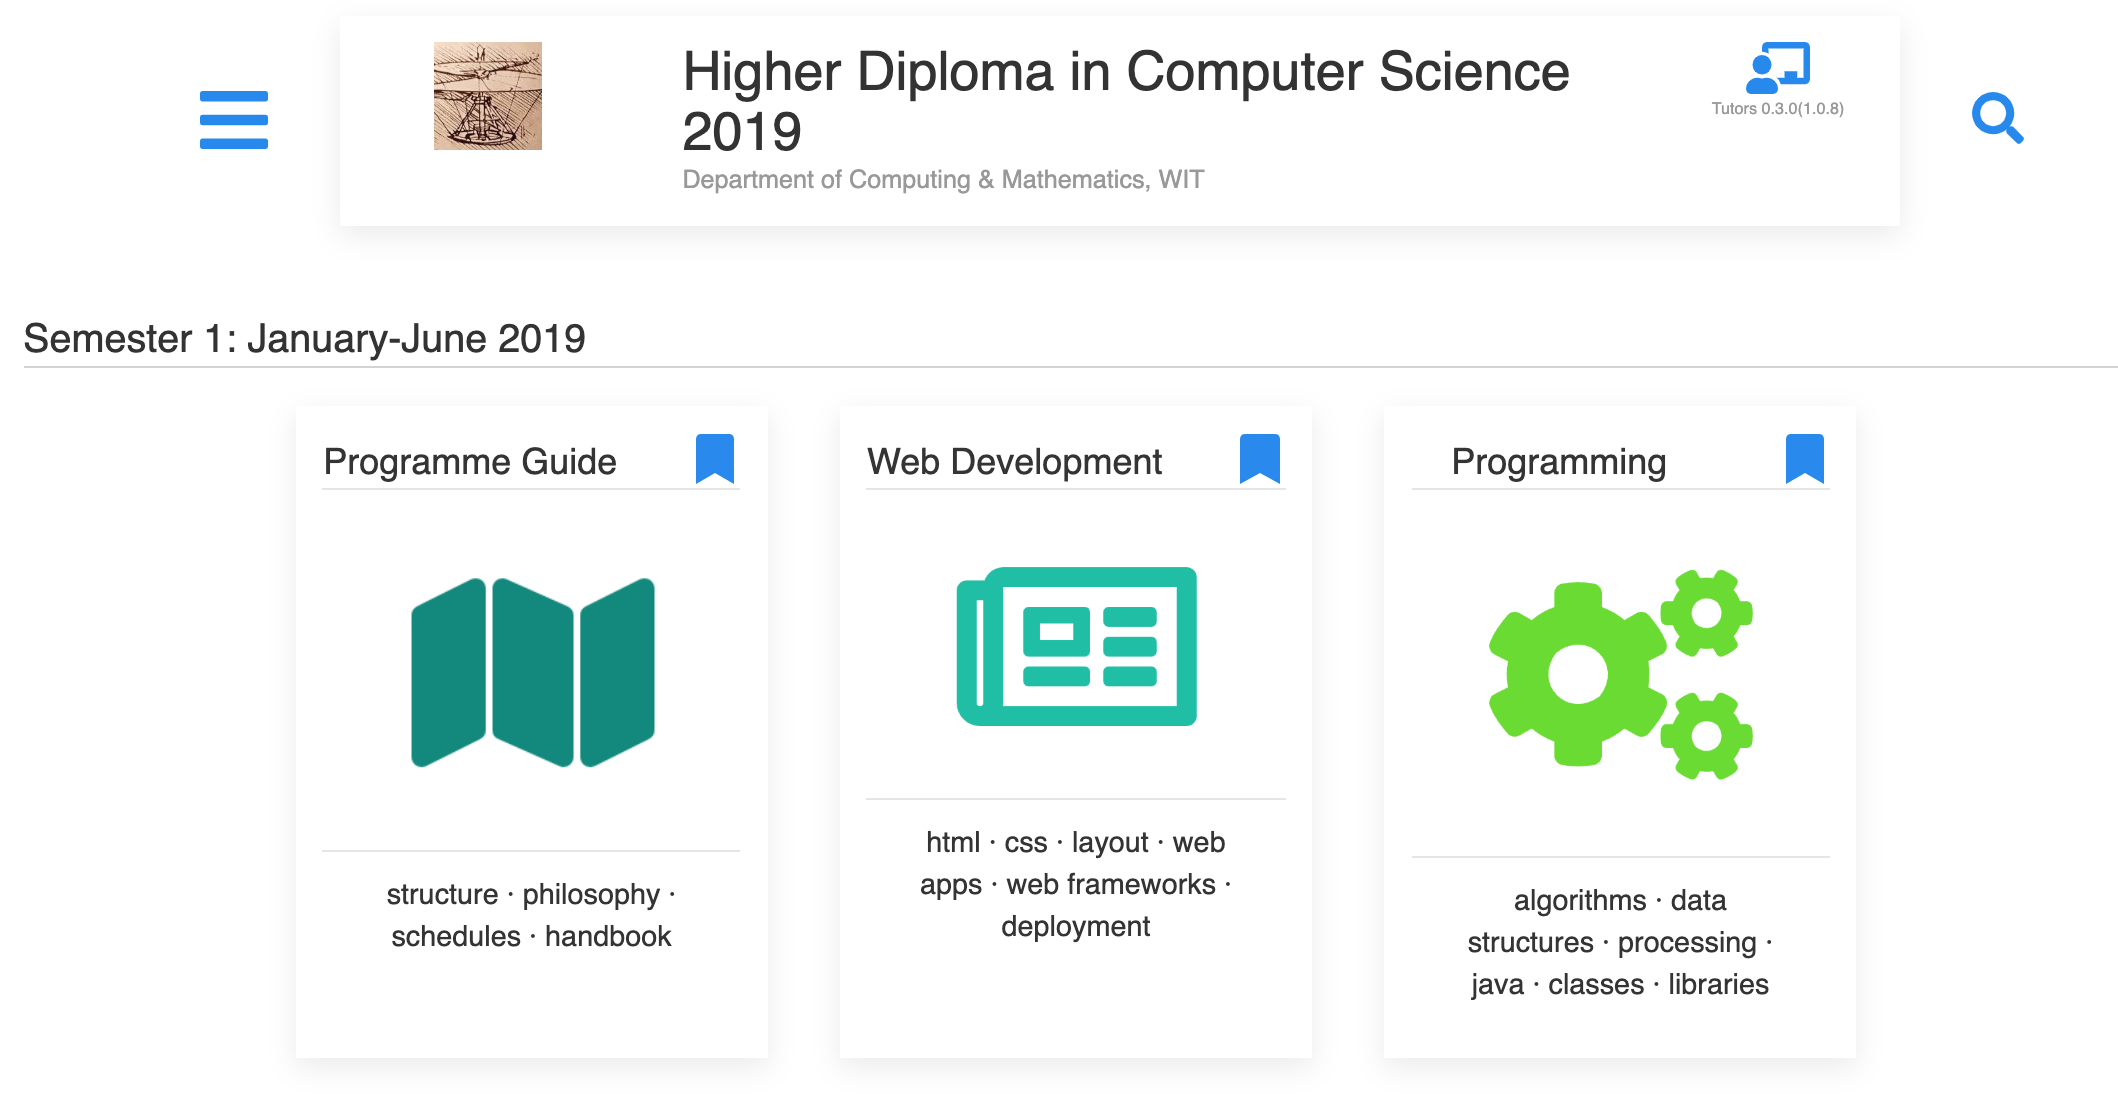 Higher Diploma in Computer Science
2019
Department of Computing & Mathematics, WIT
Tutors 0.3.0(1.0.8)
Semester 1: January-June 2019
Programme Guide
structure · philosophy ·
schedules · handbook
Web Development
html · css · layout · web
apps · web frameworks ·
deployment
Programming
algorithms · data
structures · processing ·
java · classes · libraries